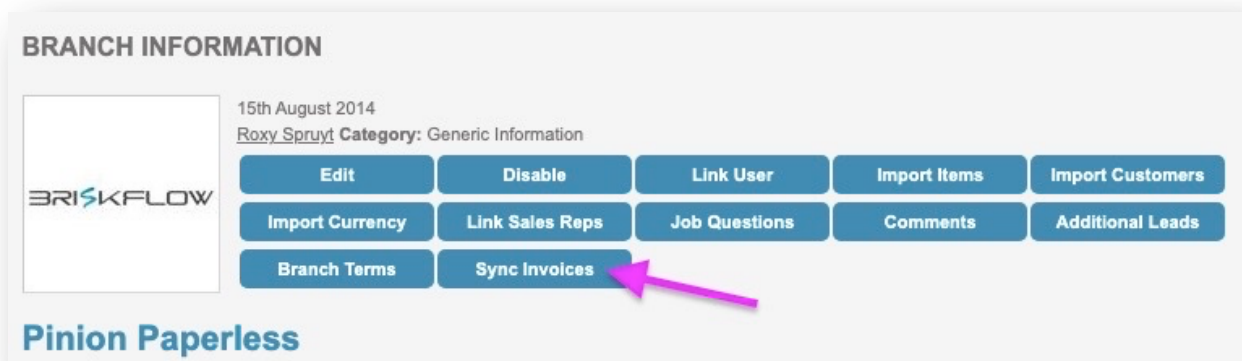 BRANCH INFORMATION
15th August 2014
Roxy Spruyt Category: Generic Information
BRISKFLOW
Edit Disable Link User Import Items Import Customers
Import Currency Link Sales Reps Job Questions Comments Additional Leads
Branch Terms Sync Invoices
Pinion Paperless